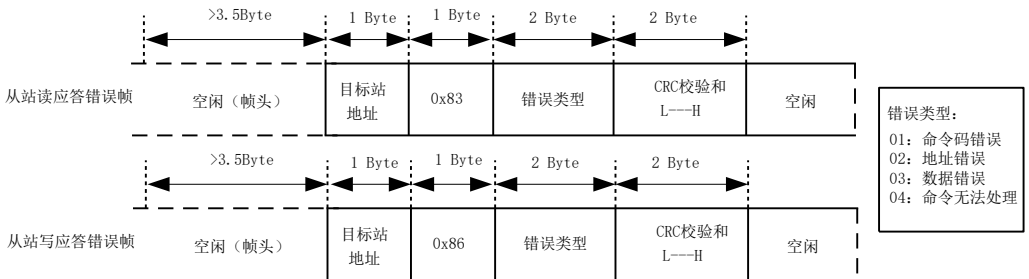 >3.5Byte 1 Byte 1 Byte 2 Byte 2 Byte
从站读应答错误帧 空闲（帧头） 目标站 0x83 错误类型 CRC校验和 空闲
地址 L---H
>3.5Byte 1 Byte 1 Byte 2 Byte 2 Byte
从站写应答错误帧 空闲（帧头） 目标站 0x86 错误类型 CRC校验和 空闲
地址 L---H
错误类型：
01：命令码错误
02：地址错误
03：数据错误
04：命令无法处理